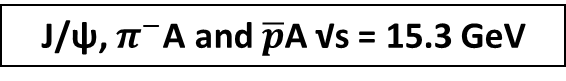 J/ψ, π⁻A and p̅A √s = 15.3 GeV